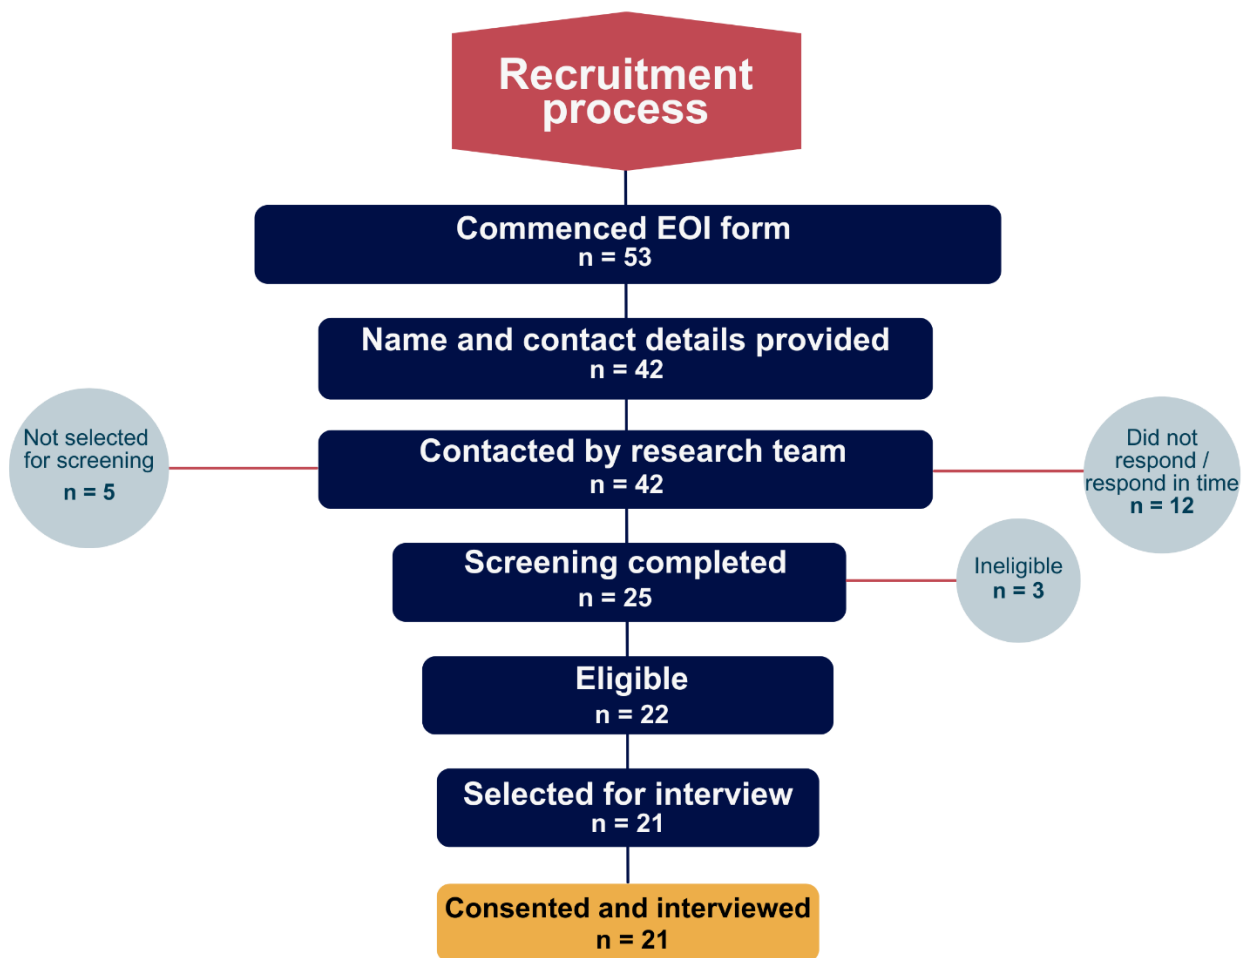 Recruitment
process
Commenced EOI form
n = 53
Name and contact details provided
n = 42
Contacted by research team
n = 42
Not selected
for screening
n = 5
Did not
respond /
respond in time
n = 12
Screening completed
n = 25
Ineligible
n = 3
Eligible
n = 22
Selected for interview
n = 21
Consented and interviewed
n = 21